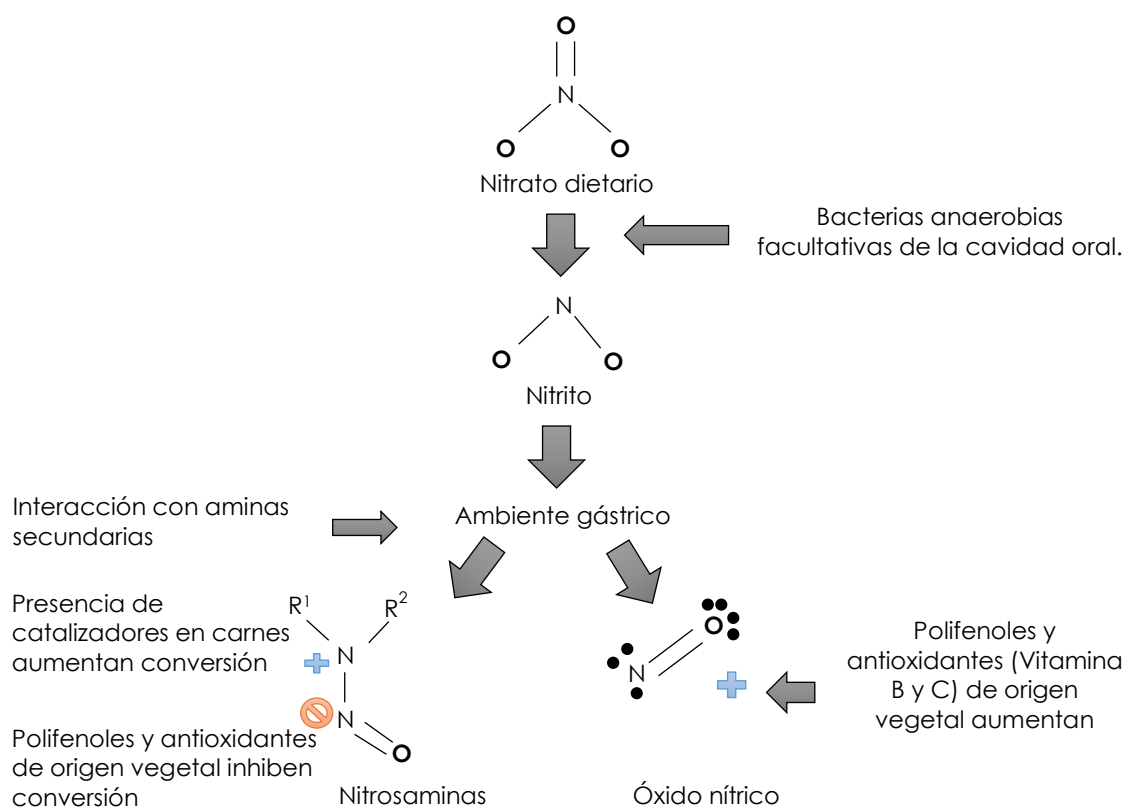 O
N
O
O
Nitrato dietario
Bacterias anaerobias
facultativas de la cavidad oral.
N
O
O
Nitrito
Interacción con aminas
secundarias
Ambiente gástrico
Presencia de
catalizadores en carnes
aumentan conversión
R¹
R²
N
N
O
Polifenoles y antioxidantes
de origen vegetal inhiben
conversión
Nitrosaminas
O
N
Óxido nítrico
Polifenoles y
antioxidantes (Vitamina
B y C) de origen
vegetal aumentan